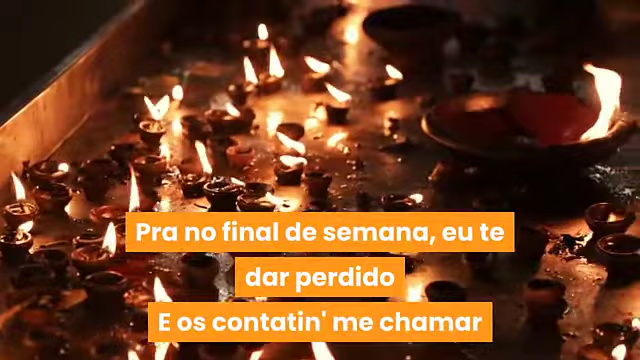 Pra no final de semana, eu te
dar perdido
E os contatin' me chamar